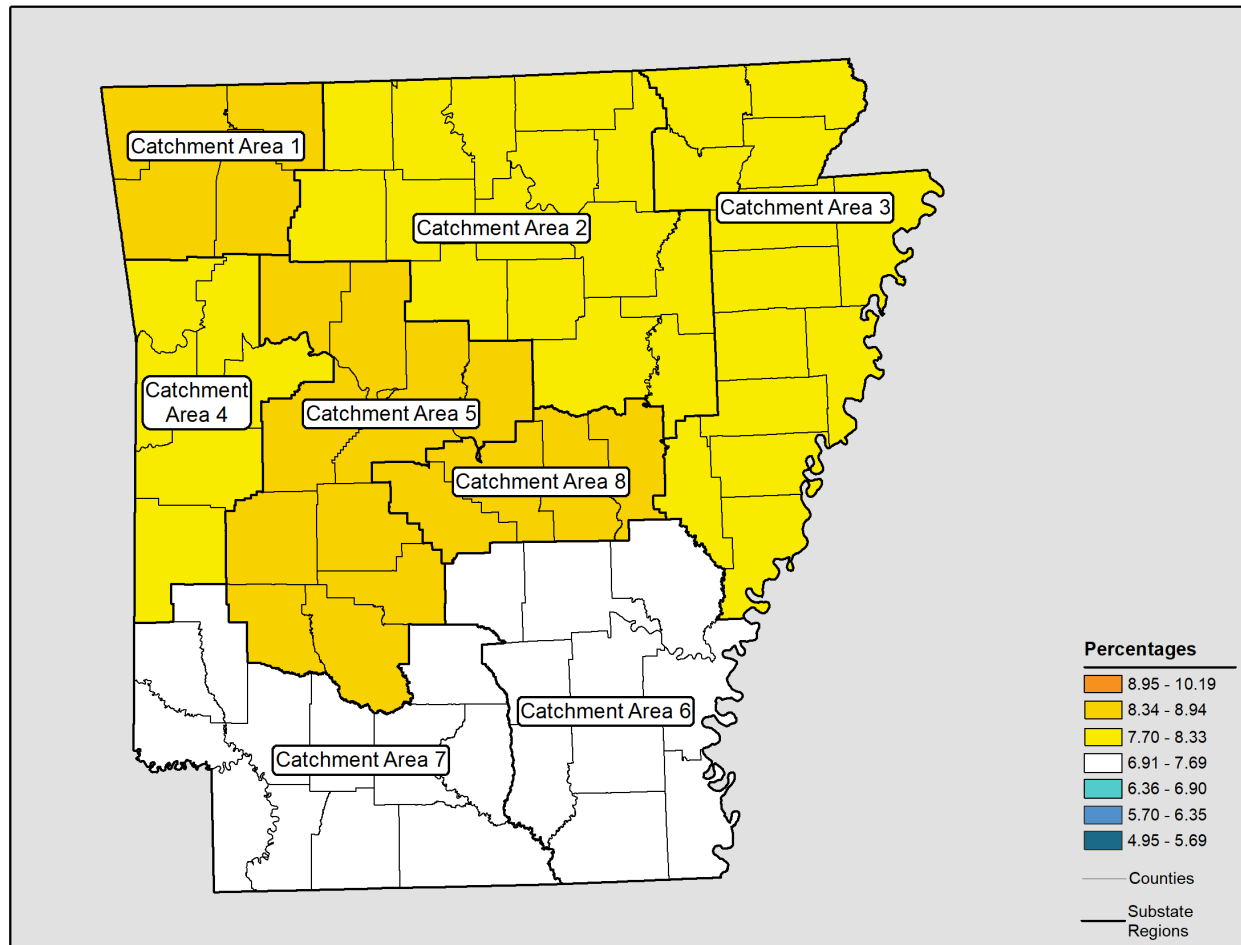 Catchment Area 1
Catchment Area 3
Catchment Area 2
Catchment
Area 4
Catchment Area 5
Catchment Area 8
Catchment Area 6
Catchment Area 7
Percentages
8.95 - 10.19
8.34 - 8.94
7.70 - 8.33
6.91 - 7.69
6.36 - 6.90
5.70 - 6.35
4.95 - 5.69
Counties
Substate
Regions